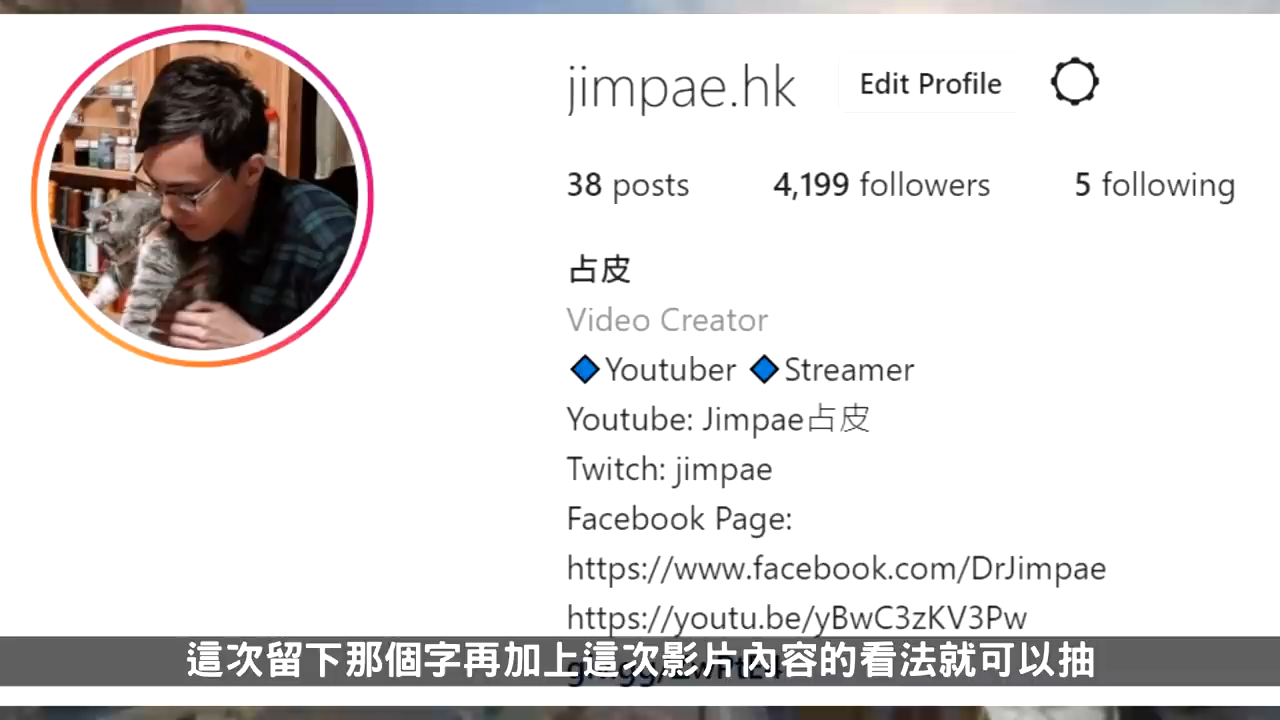 jimpae.hk Edit Profile
38 posts 4,199 followers 5 following
占皮
Video Creator
Youtuber Streamer
Youtube: Jimpae占皮
Twitch: jimpae
Facebook Page:
https://www.facebook.com/DrJimpae
https://youtu.be/yBwC3zKV3Pw
這次留下那個字再加上這次影片內容的看法就可以抽